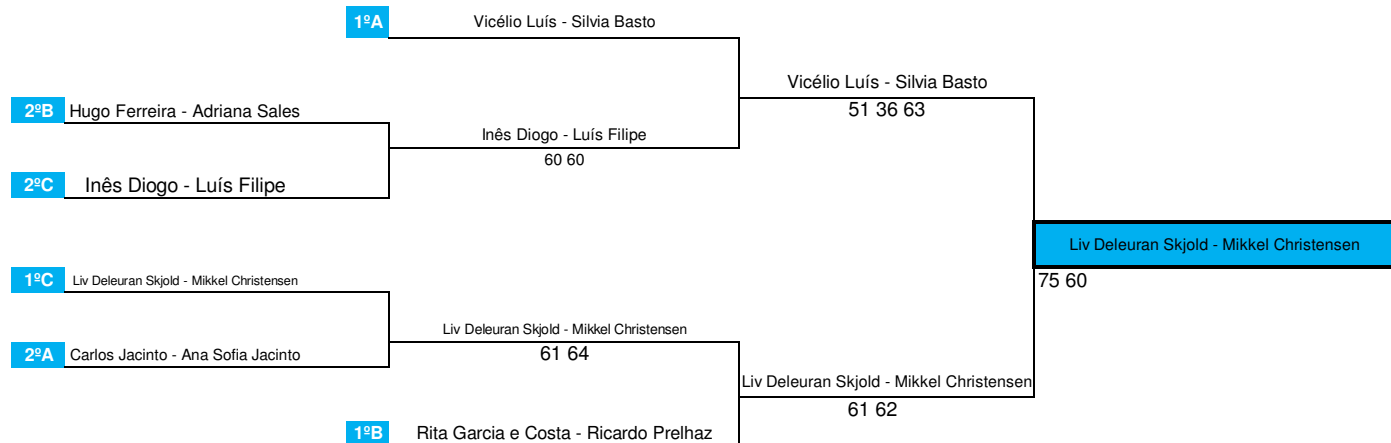 1ºA Vicélio Luís - Silvia Basto
Vicélio Luís - Silvia Basto
51 36 63
2ºB Hugo Ferreira - Adriana Sales
Inês Diogo - Luís Filipe
60 60
2ºC Inês Diogo - Luís Filipe
Liv Deleuran Skjold - Mikkel Christensen
75 60
1ºC Liv Deleuran Skjold - Mikkel Christensen
Liv Deleuran Skjold - Mikkel Christensen
61 64
2ºA Carlos Jacinto - Ana Sofia Jacinto
Liv Deleuran Skjold - Mikkel Christensen
61 62
1ºB Rita Garcia e Costa - Ricardo Prelhaz